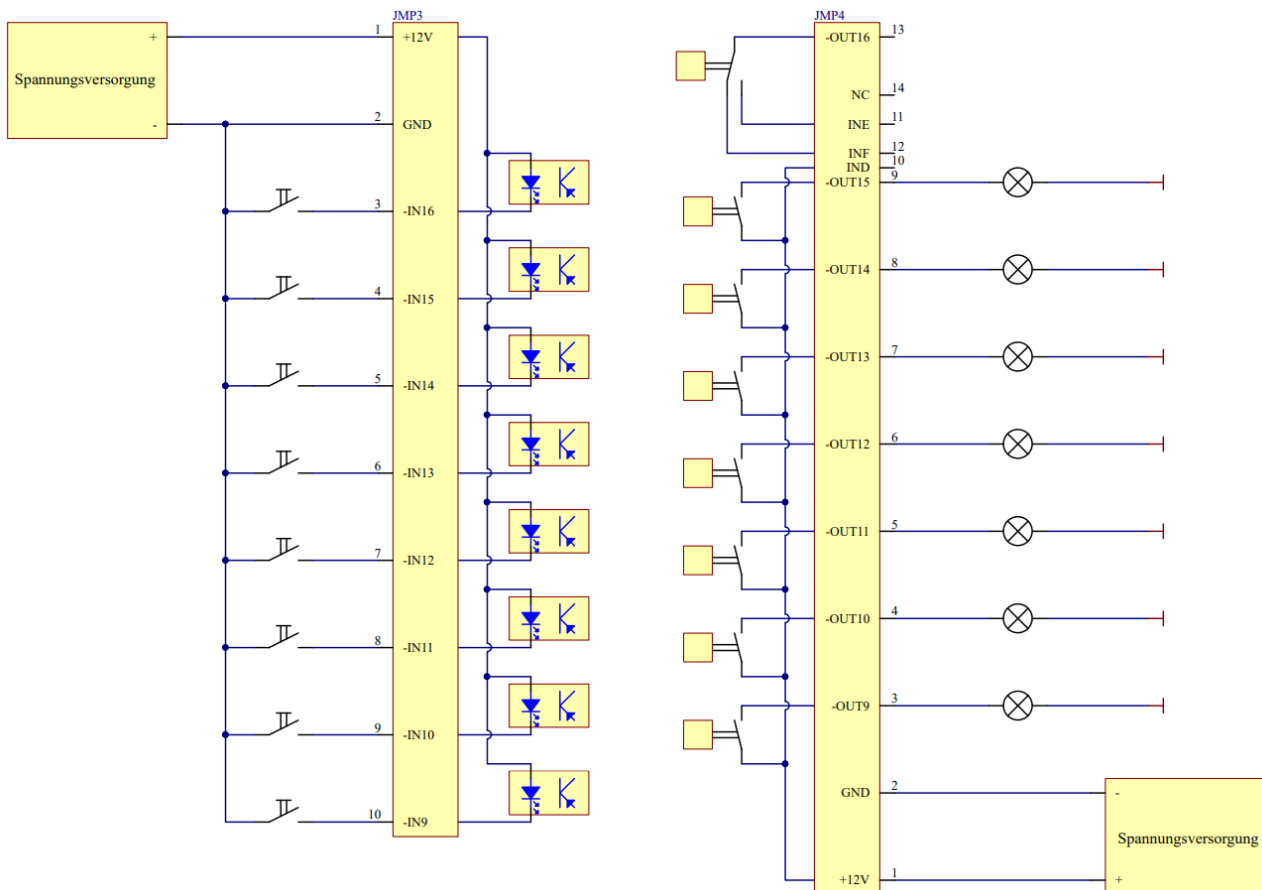 JMP3
+
1
+12V
Spannungsversorgung
-
2
GND
3
-IN16
4
-IN15
5
-IN14
6
-IN13
7
-IN12
8
-IN11
9
-IN10
10
-IN9
JMP4
-OUT16
13
NC
14
INE
11
INF
12
IND
10
-OUT15
9
-OUT14
8
-OUT13
7
-OUT12
6
-OUT11
5
-OUT10
4
-OUT9
3
GND
2
-
Spannungsversorgung
+12V
1
+